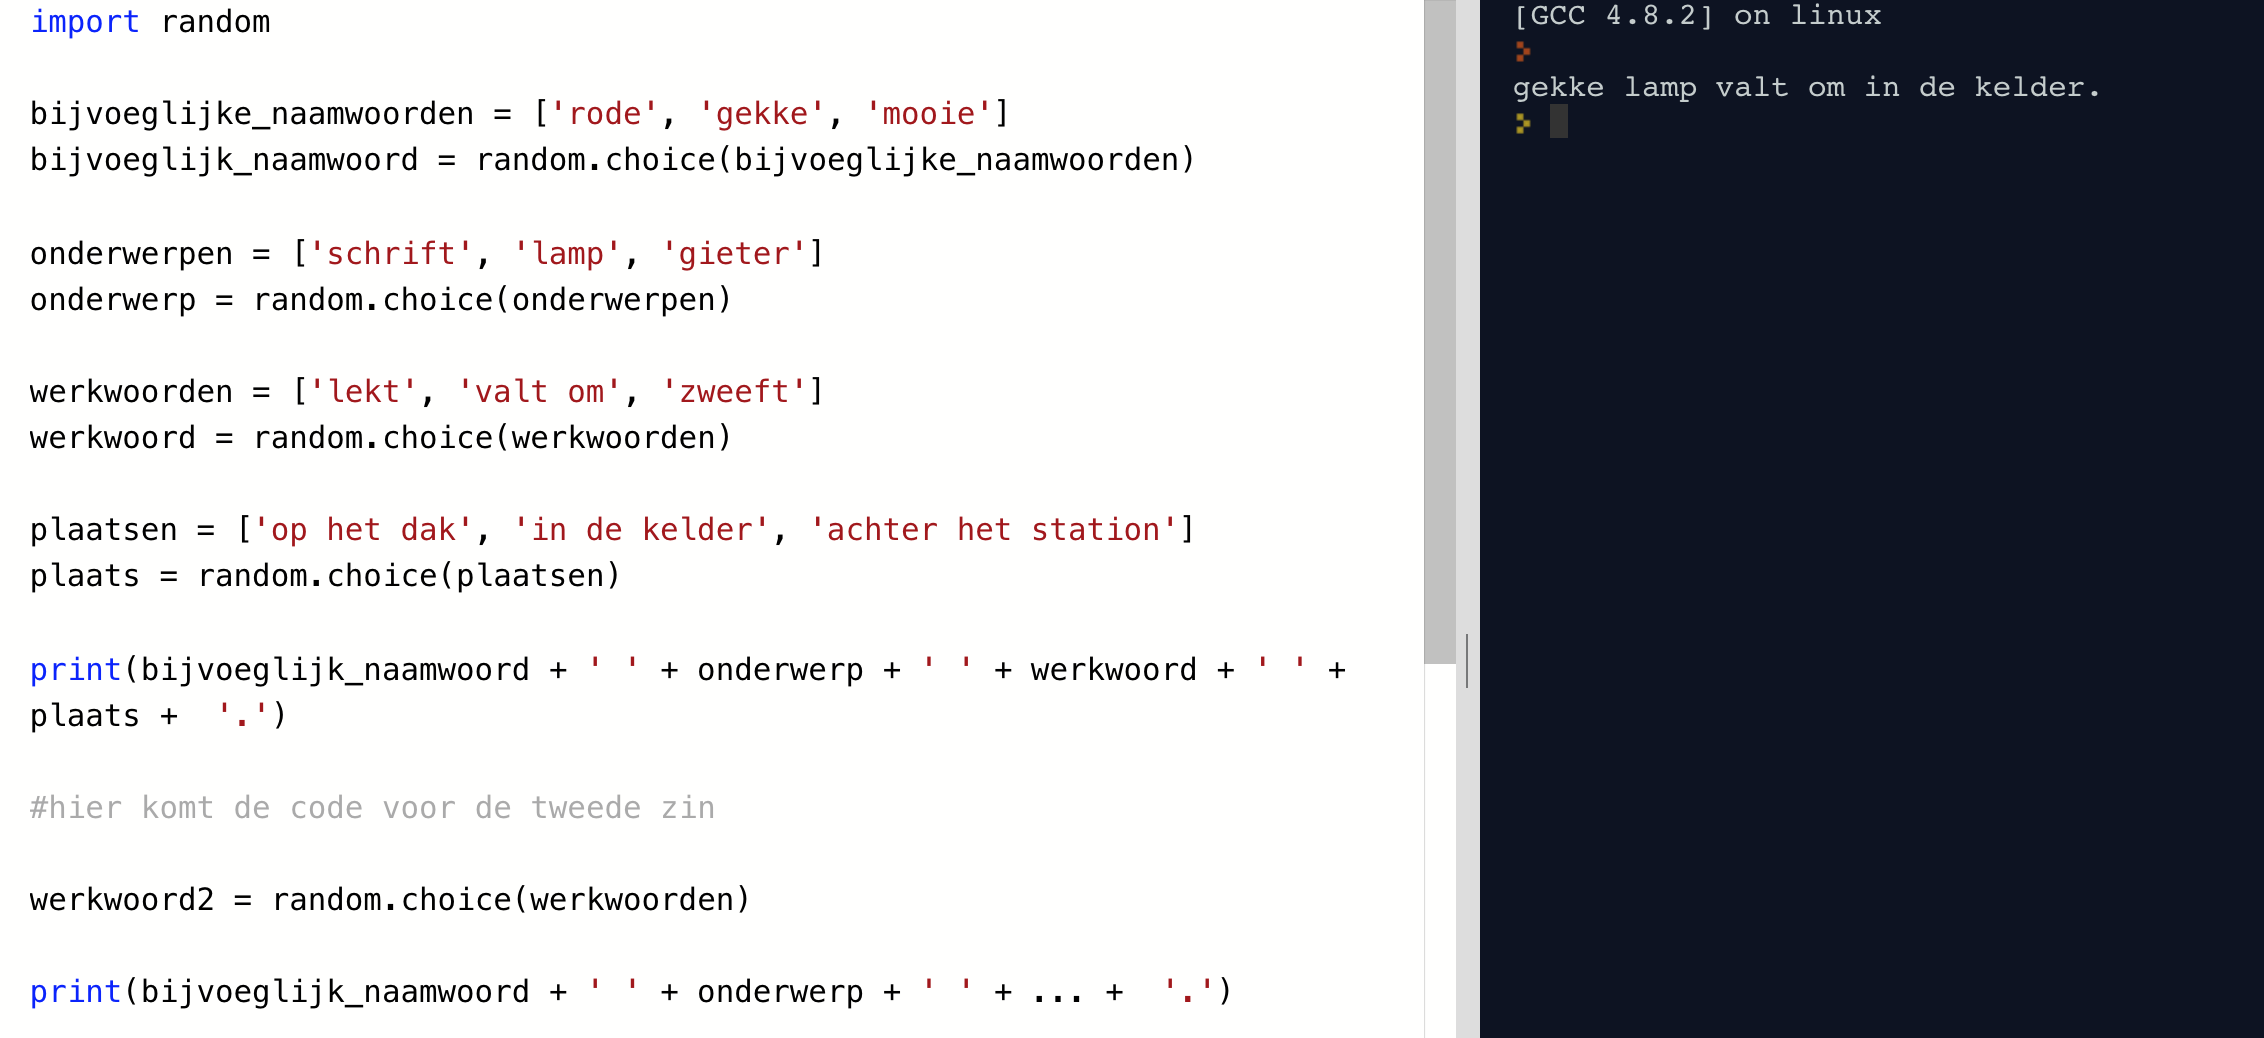 import random
bijvoeglijke_naamwoorden = ['rode', 'gekke', 'mooie']
bijvoeglijk_naamwoord = random.choice(bijvoeglijke_naamwoorden)
onderwerpen = ['schrift', 'lamp', 'gieter']
onderwerp = random.choice(onderwerpen)
werkwoorden = ['lekt', 'valt om', 'zweeft']
werkwoord = random.choice(werkwoorden)
plaatsen = ['op het dak', 'in de kelder', 'achter het station']
plaats = random.choice(plaatsen)
print(bijvoeglijk_naamwoord + ' ' + onderwerp + ' ' + werkwoord + ' ' +
plaats +  '.')
#hier komt de code voor de tweede zin
werkwoord2 = random.choice(werkwoorden)
print(bijvoeglijk_naamwoord + ' ' + onderwerp + ' ' + ... +  '.')
[GCC 4.8.2] on linux
>
gekke lamp valt om in de kelder.
>